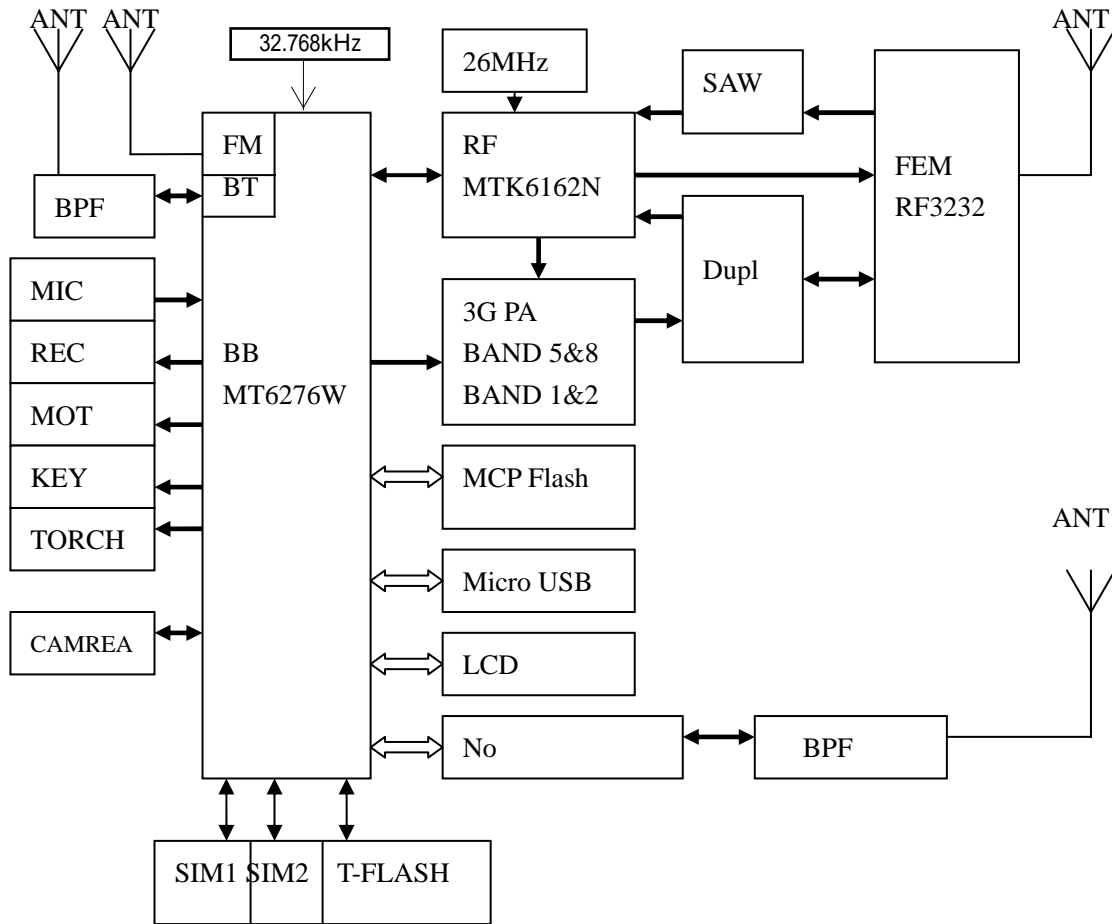 ANT
ANT
32.768kHz
26MHz
SAW
ANT
FM
BT
BPF
RF
MTK6162N
FEM
RF3232
Dupl
MIC
REC
MOT
KEY
TORCH
BB
MT6276W
3G PA
BAND 5&8
BAND 1&2
MCP Flash
ANT
Micro USB
CAMREA
LCD
No
BPF
SIM1 SIM2 T-FLASH